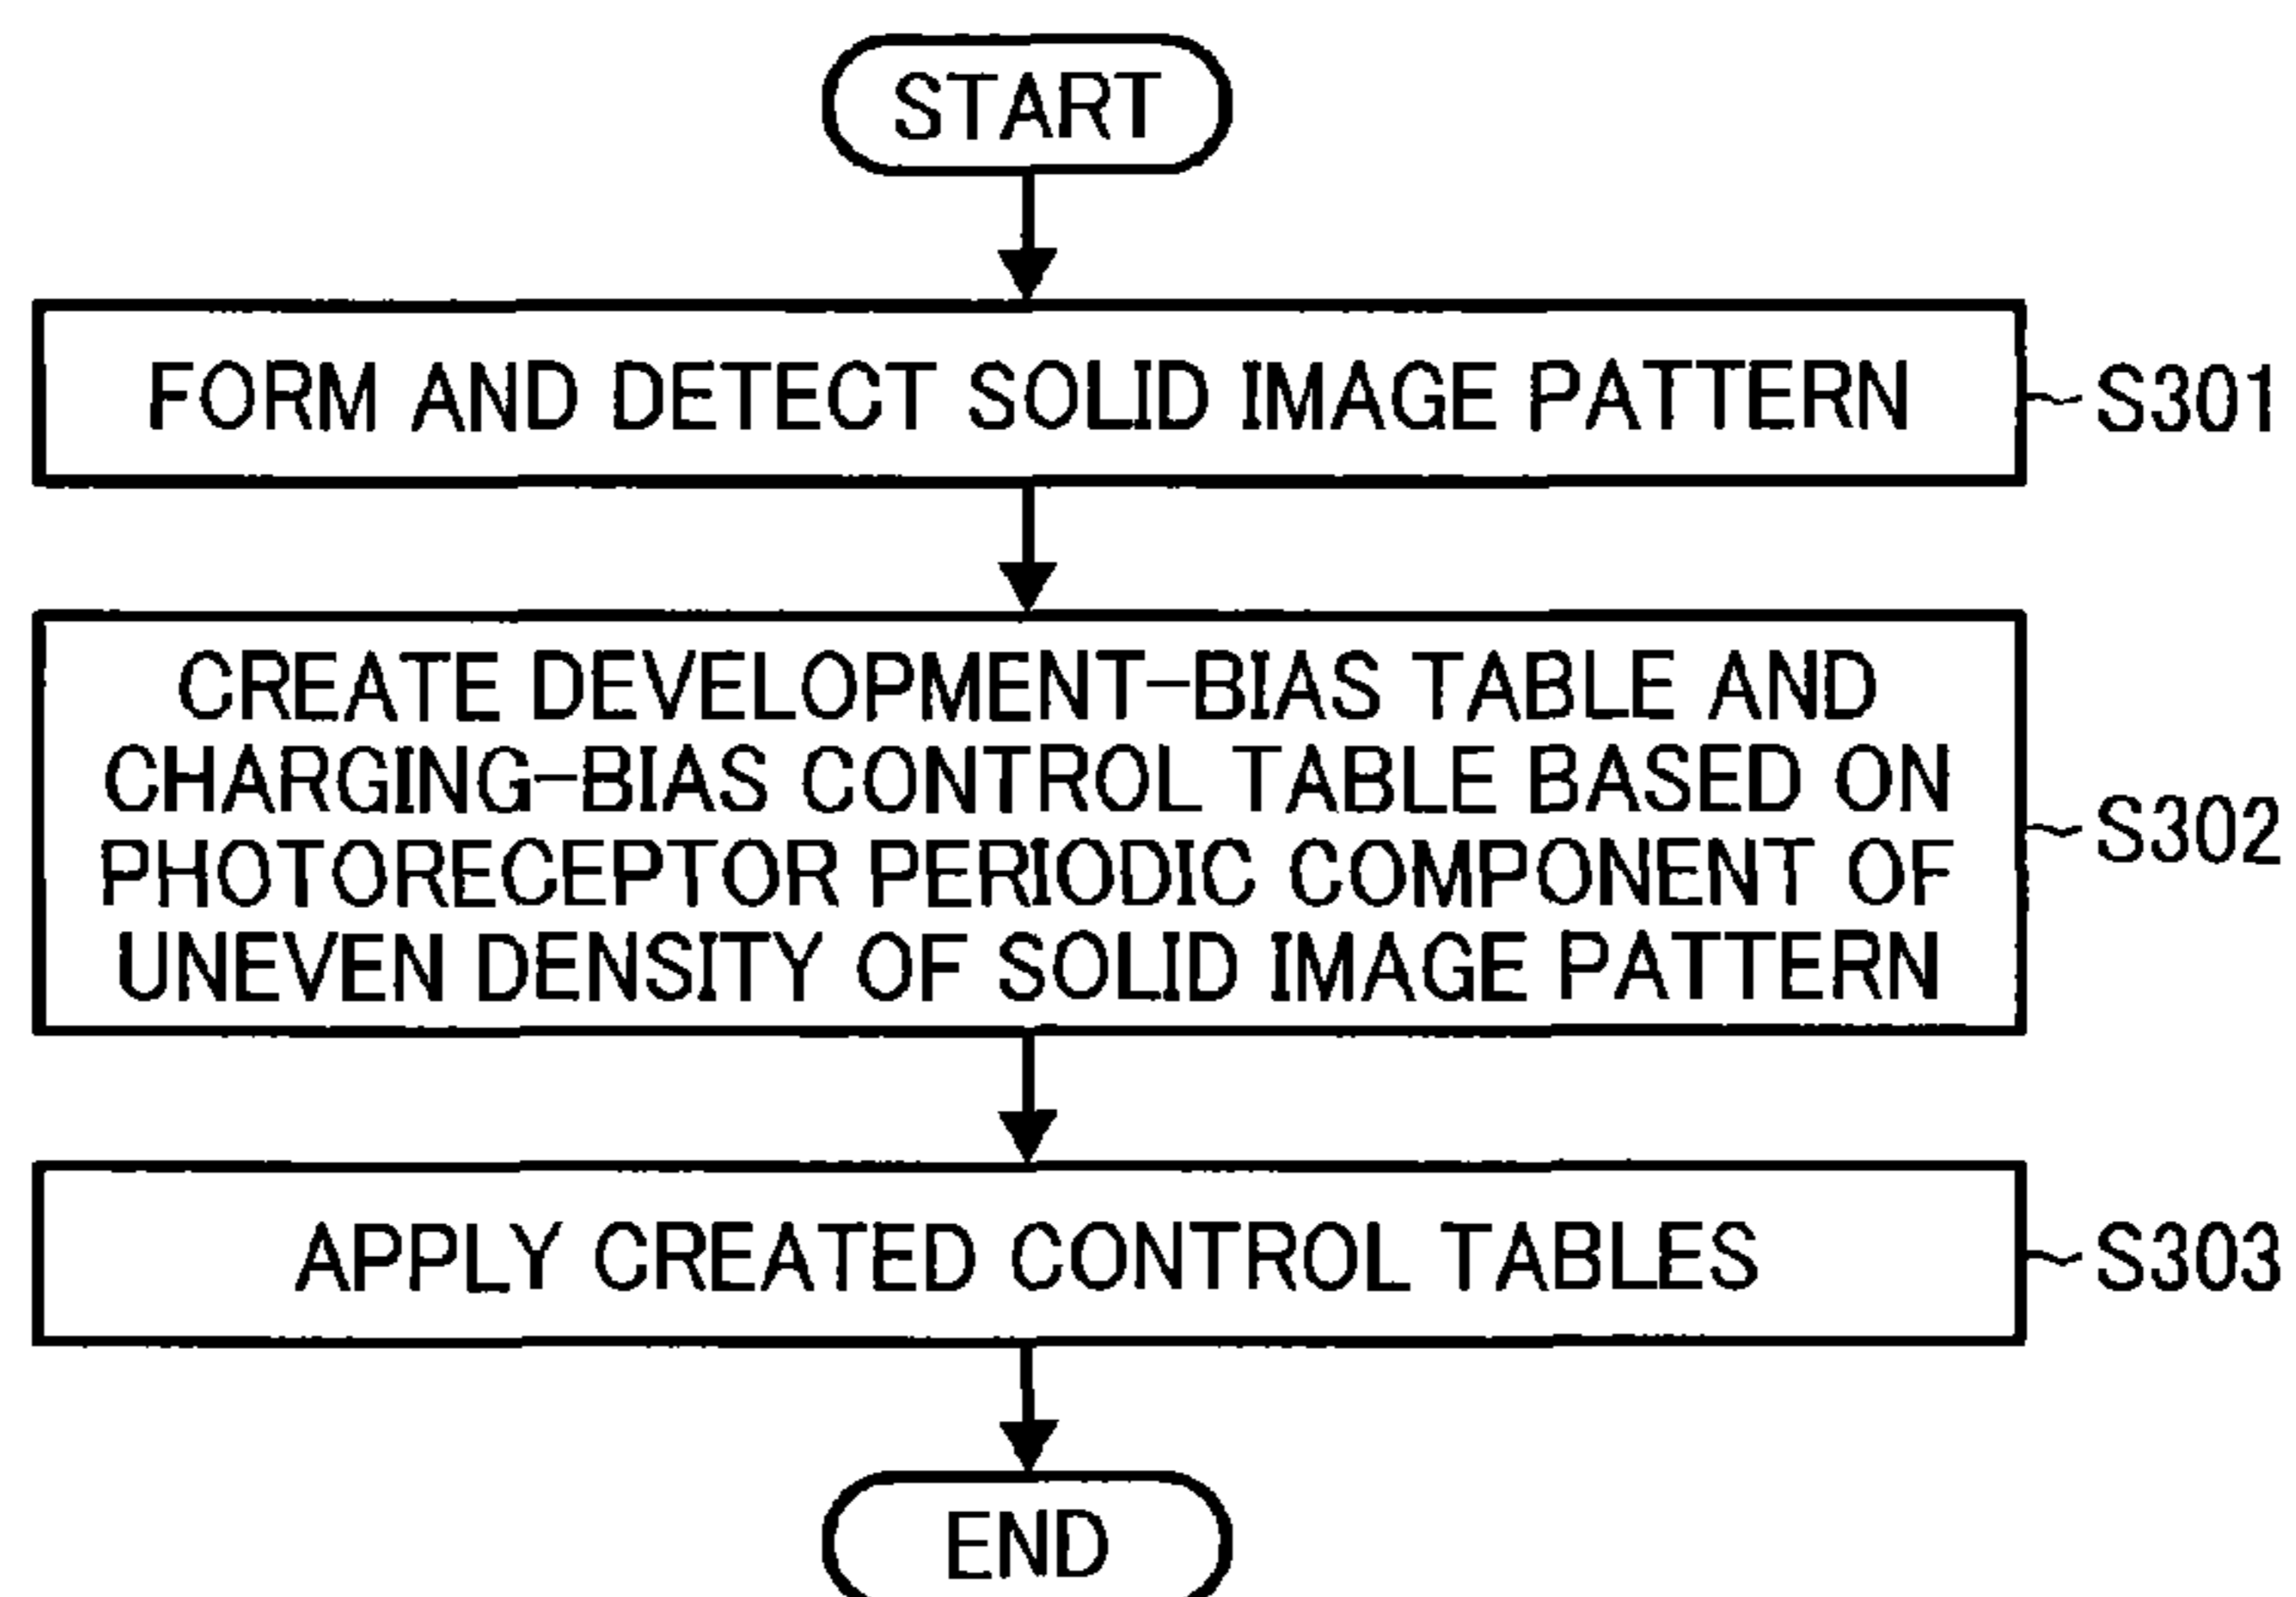 START
FORM AND DETECT SOLID IMAGE PATTERN
S301
CREATE DEVELOPMENT-BIAS TABLE AND
CHARGING-BIAS CONTROL TABLE BASED ON
PHOTORECEPTOR PERIODIC COMPONENT OF
UNEVEN DENSITY OF SOLID IMAGE PATTERN
S302
APPLY CREATED CONTROL TABLES
S303
END